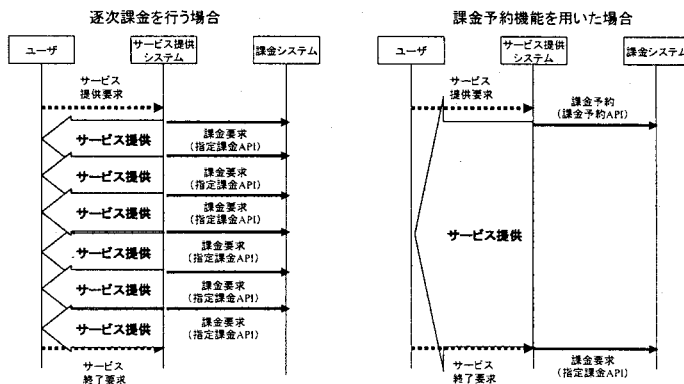 逐次課金を行う場合
ユーザ
サービス提供
システム
課金システム
サービス
提供要求
サービス提供
課金要求
(指定課金API)
サービス提供
課金要求
(指定課金API)
サービス提供
課金要求
(指定課金API)
サービス提供
課金要求
(指定課金API)
サービス提供
課金要求
(指定課金API)
サービス提供
課金要求
(指定課金API)
サービス
終了要求
課金予約機能を用いた場合
ユーザ
サービス提供
システム
課金システム
サービス
提供要求
課金予約
(課金予約API)
サービス提供
サービス
終了要求
課金要求
(指定課金API)